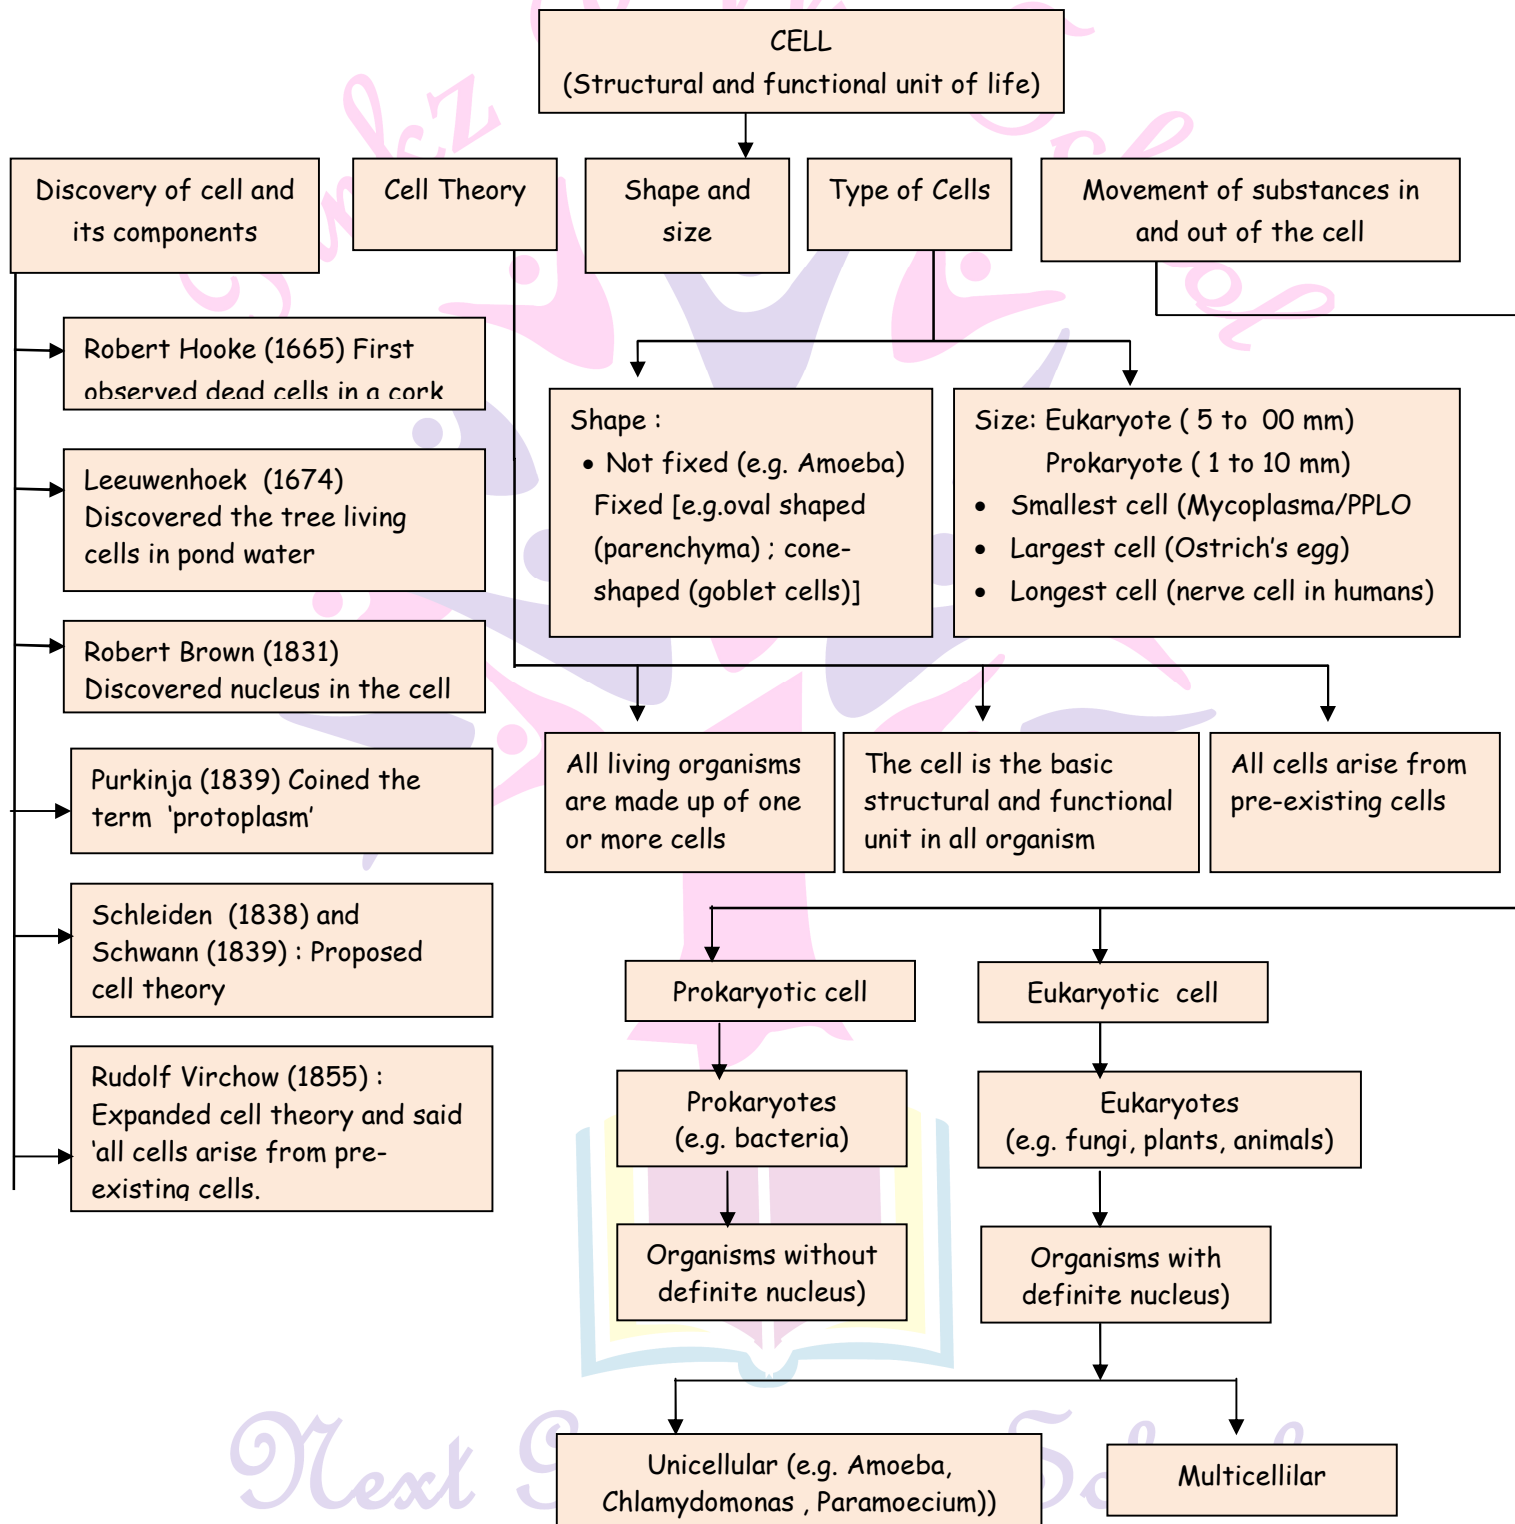 CELL
(Structural and functional unit of life)
Discovery of cell and
its components
Cell Theory
Shape and
size
Type of Cells
Movement of substances in
and out of the cell
Robert Hooke (1665) First
observed dead cells in a cork
Leeuwenhoek (1674)
Discovered the tree living
cells in pond water
Robert Brown (1831)
Discovered nucleus in the cell
Purkinja (1839) Coined the
term ‘protoplasm’
Schleiden (1838) and
Schwann (1839) : Proposed
cell theory
Rudolf Virchow (1855) :
Expanded cell theory and said
‘all cells arise from pre-
existing cells.
Shape :
• Not fixed (e.g. Amoeba)
Fixed [e.g.oval shaped
(parenchyma) ; cone-
shaped (goblet cells)]
Size: Eukaryote ( 5 to 00 mm)
Prokaryote ( 1 to 10 mm)
• Smallest cell (Mycoplasma/PPLO
• Largest cell (Ostrich’s egg)
• Longest cell (nerve cell in humans)
All living organisms
are made up of one
or more cells
The cell is the basic
structural and functional
unit in all organism
All cells arise from
pre-existing cells
Prokaryotic cell
Eukaryotic cell
Prokaryotes
(e.g. bacteria)
Eukaryotes
(e.g. fungi, plants, animals)
Organisms without
definite nucleus)
Organisms with
definite nucleus)
Unicellular (e.g. Amoeba,
Chlamydomonas , Paramoecium))
Multicellilar
Next